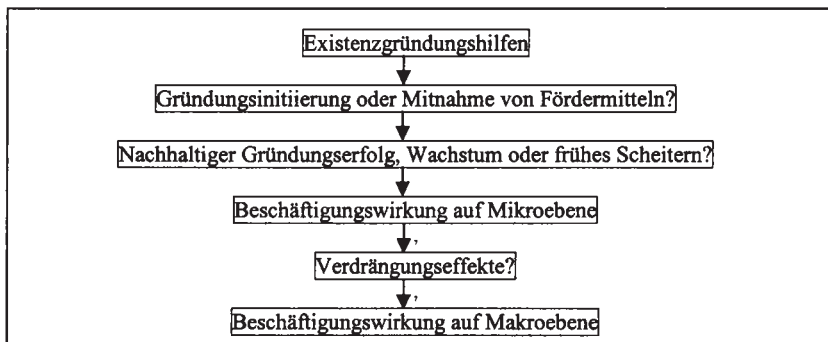 Existenzgründungshilfen
Gründungsinitiierung oder Mitnahme von Fördermitteln?
Nachhaltiger Gründungserfolg, Wachstum oder frühes Scheitern?
Beschäftigungswirkung auf Mikroebene
Verdrängungseffekte?
Beschäftigungswirkung auf Makroebene